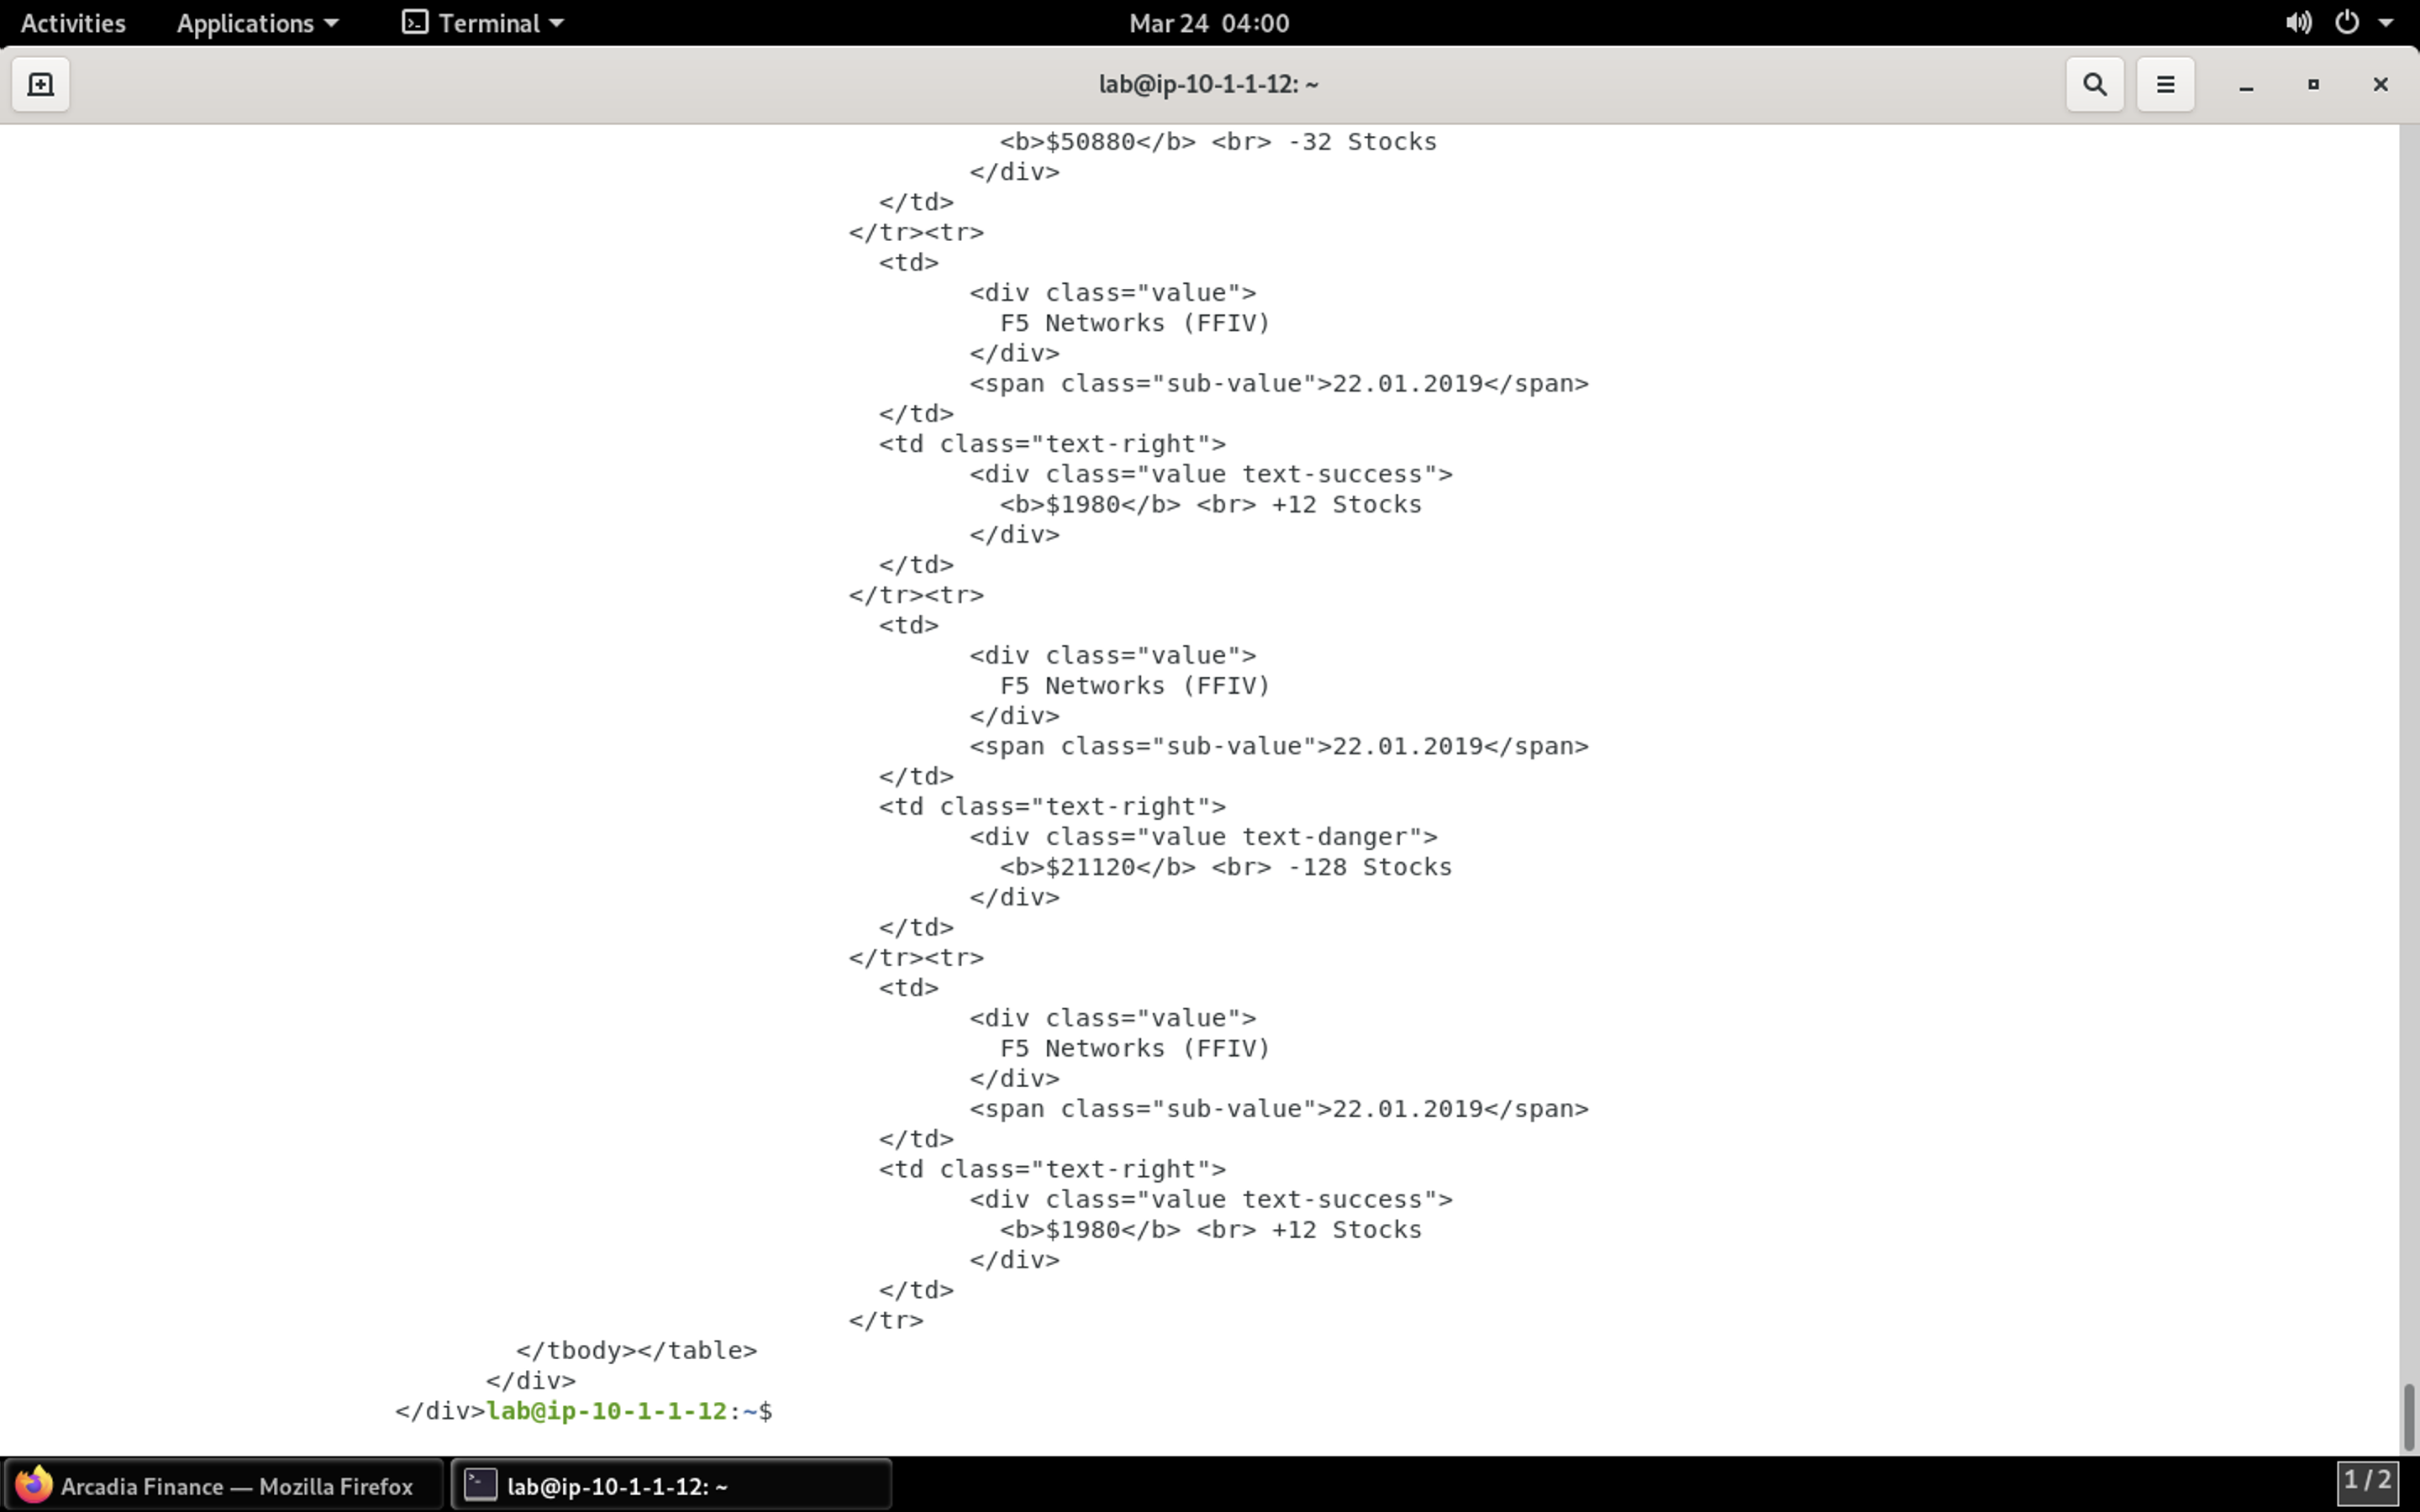 Activities Applications Terminal Mar 24 04:00
lab@ip-10-1-1-12: ~
<b>$50880</b> <br> -32 Stocks
</div>
</td>
</tr><tr>
<td>
<div class="value">
F5 Networks (FFIV)
</div>
<span class="sub-value">22.01.2019</span>
</td>
<td class="text-right">
<div class="value text-success">
<b>$1980</b> <br> +12 Stocks
</div>
</td>
</tr><tr>
<td>
<div class="value">
F5 Networks (FFIV)
</div>
<span class="sub-value">22.01.2019</span>
</td>
<td class="text-right">
<div class="value text-danger">
<b>$21120</b> <br> -128 Stocks
</div>
</td>
</tr><tr>
<td>
<div class="value">
F5 Networks (FFIV)
</div>
<span class="sub-value">22.01.2019</span>
</td>
<td class="text-right">
<div class="value text-success">
<b>$1980</b> <br> +12 Stocks
</div>
</td>
</tr>
</tbody></table>
</div>
</div>lab@ip-10-1-1-12:~$
Arcadia Finance — Mozilla Firefox lab@ip-10-1-1-12: ~ 1 / 2